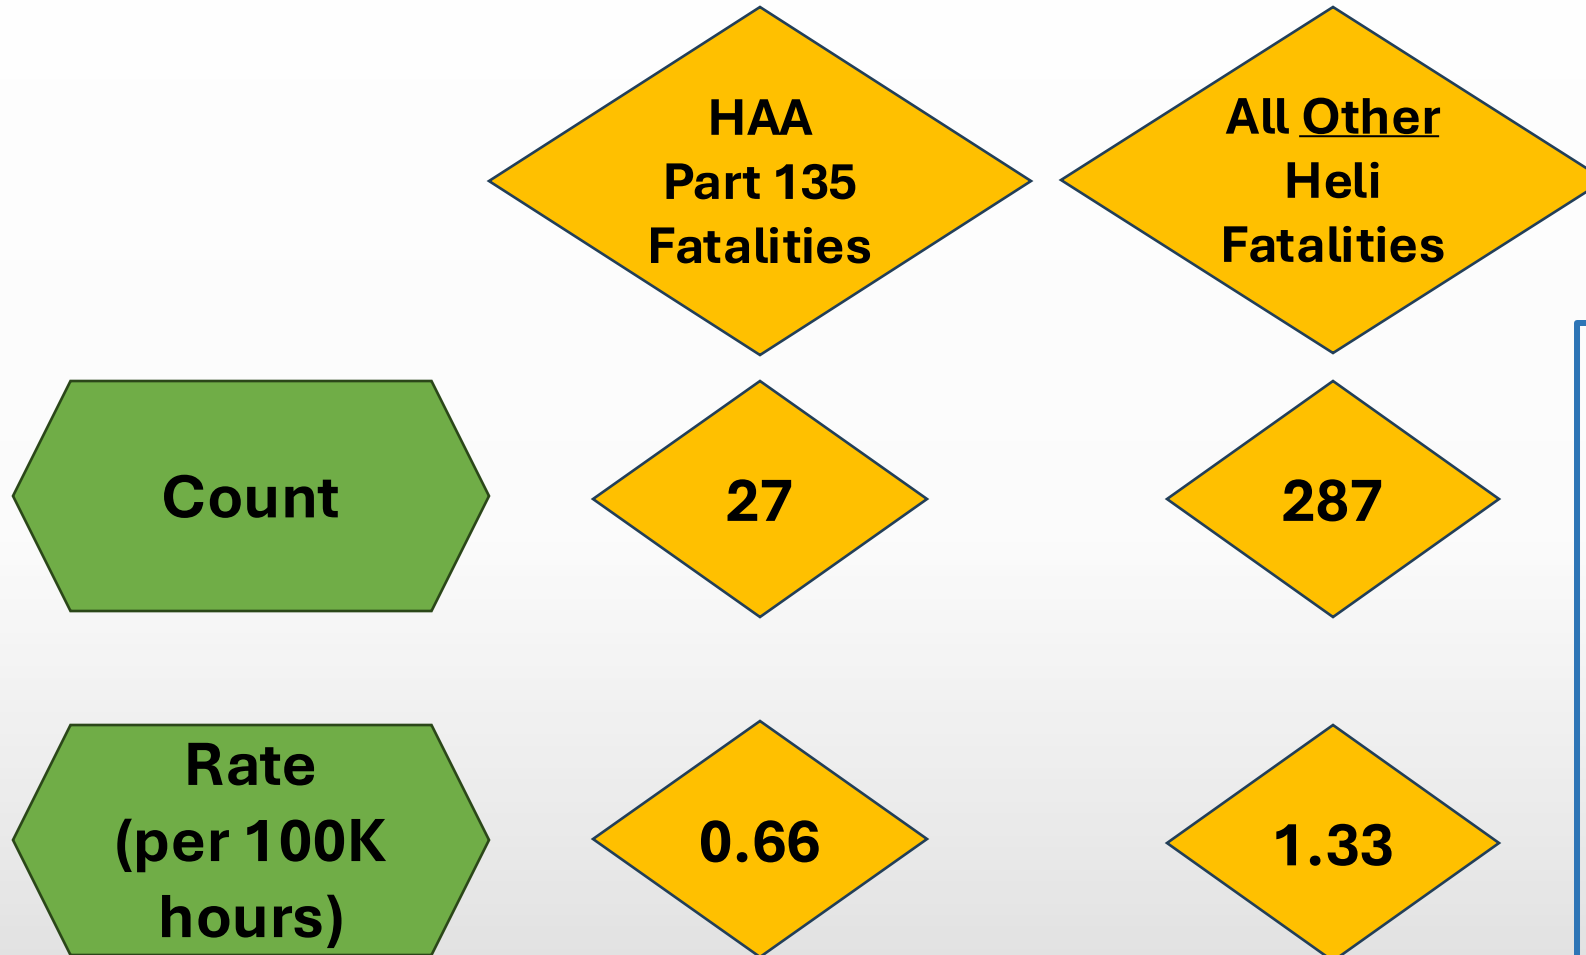 HAA
Part 135
Fatalities
All Other
Heli
Fatalities
Count
27
287
Rate
(per 100K
hours)
0.66
1.33